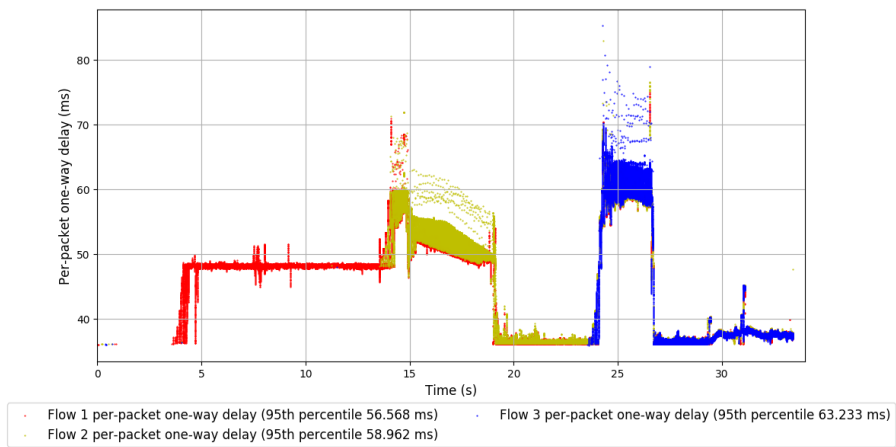 Per-packet one-way delay (ms)
80
70
60
50
40
0 5 10 15 20 25 30
Time (s)
Flow 1 per-packet one-way delay (95th percentile 56.568 ms)
Flow 2 per-packet one-way delay (95th percentile 58.962 ms)
Flow 3 per-packet one-way delay (95th percentile 63.233 ms)